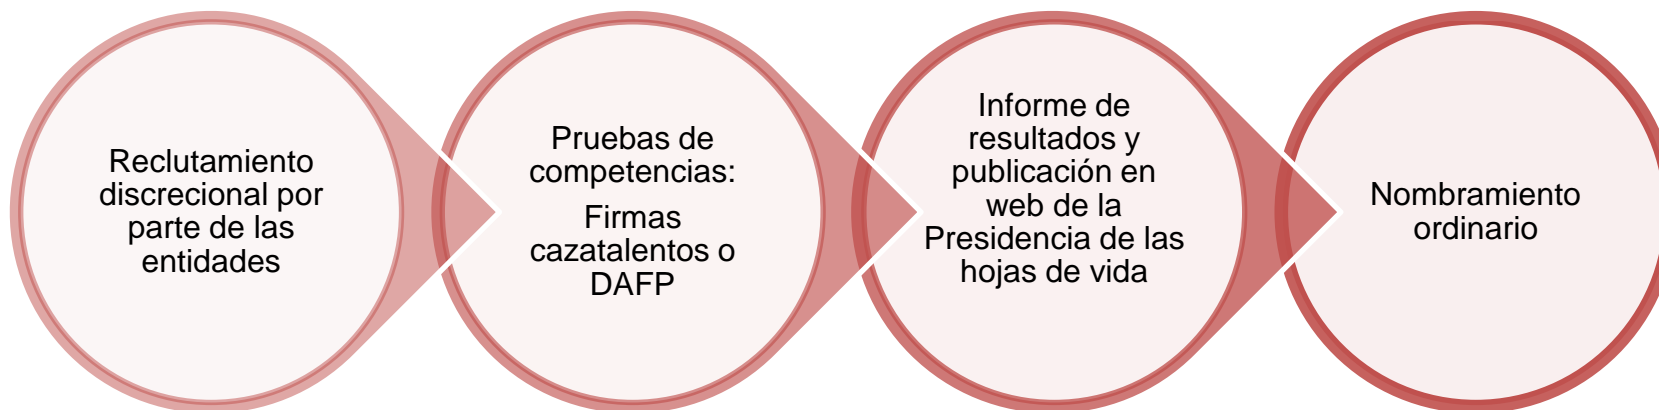 Reclutamiento
discrecional por
parte de las
entidades
Pruebas de
competencias:
Firmas
cazatalentos o
DAFP
Informe de
resultados y
publicación en
web de la
Presidencia de las
hojas de vida
Nombramiento
ordinario